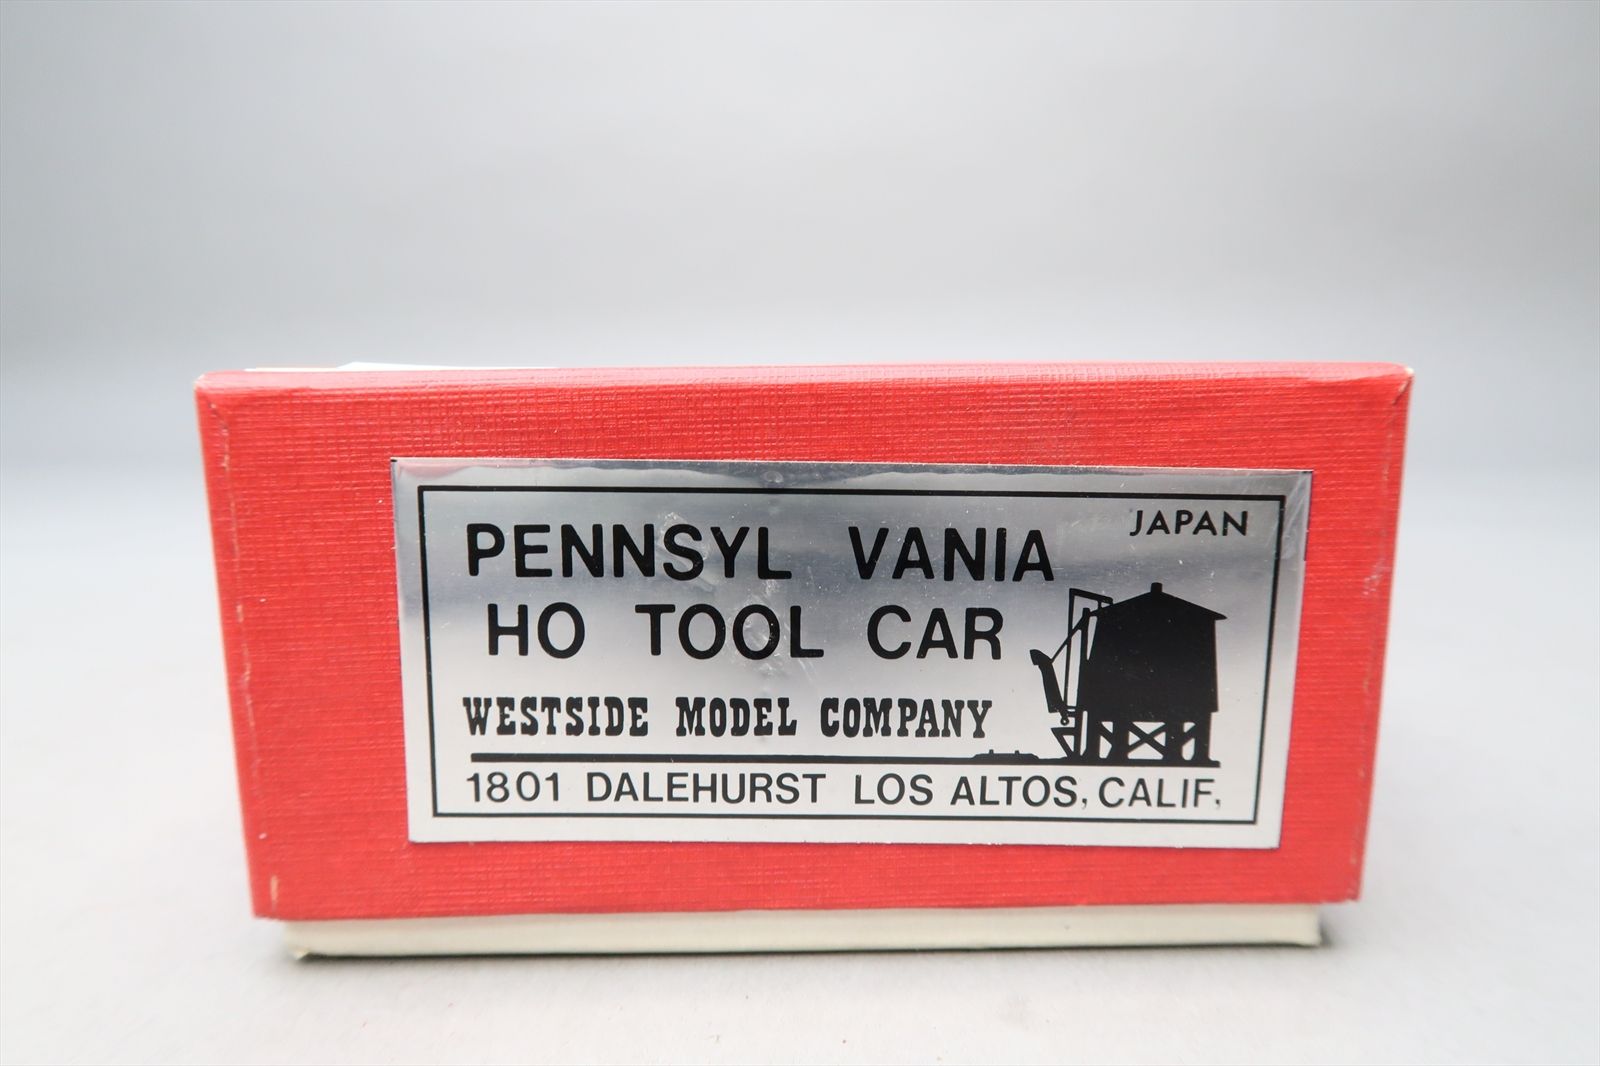 JAPAN
PENNSYL VANIA
HO TOOL CAR
WESTSIDE MODEL COMPANY
1801 DALEHURST LOS ALTOS, CALIF,